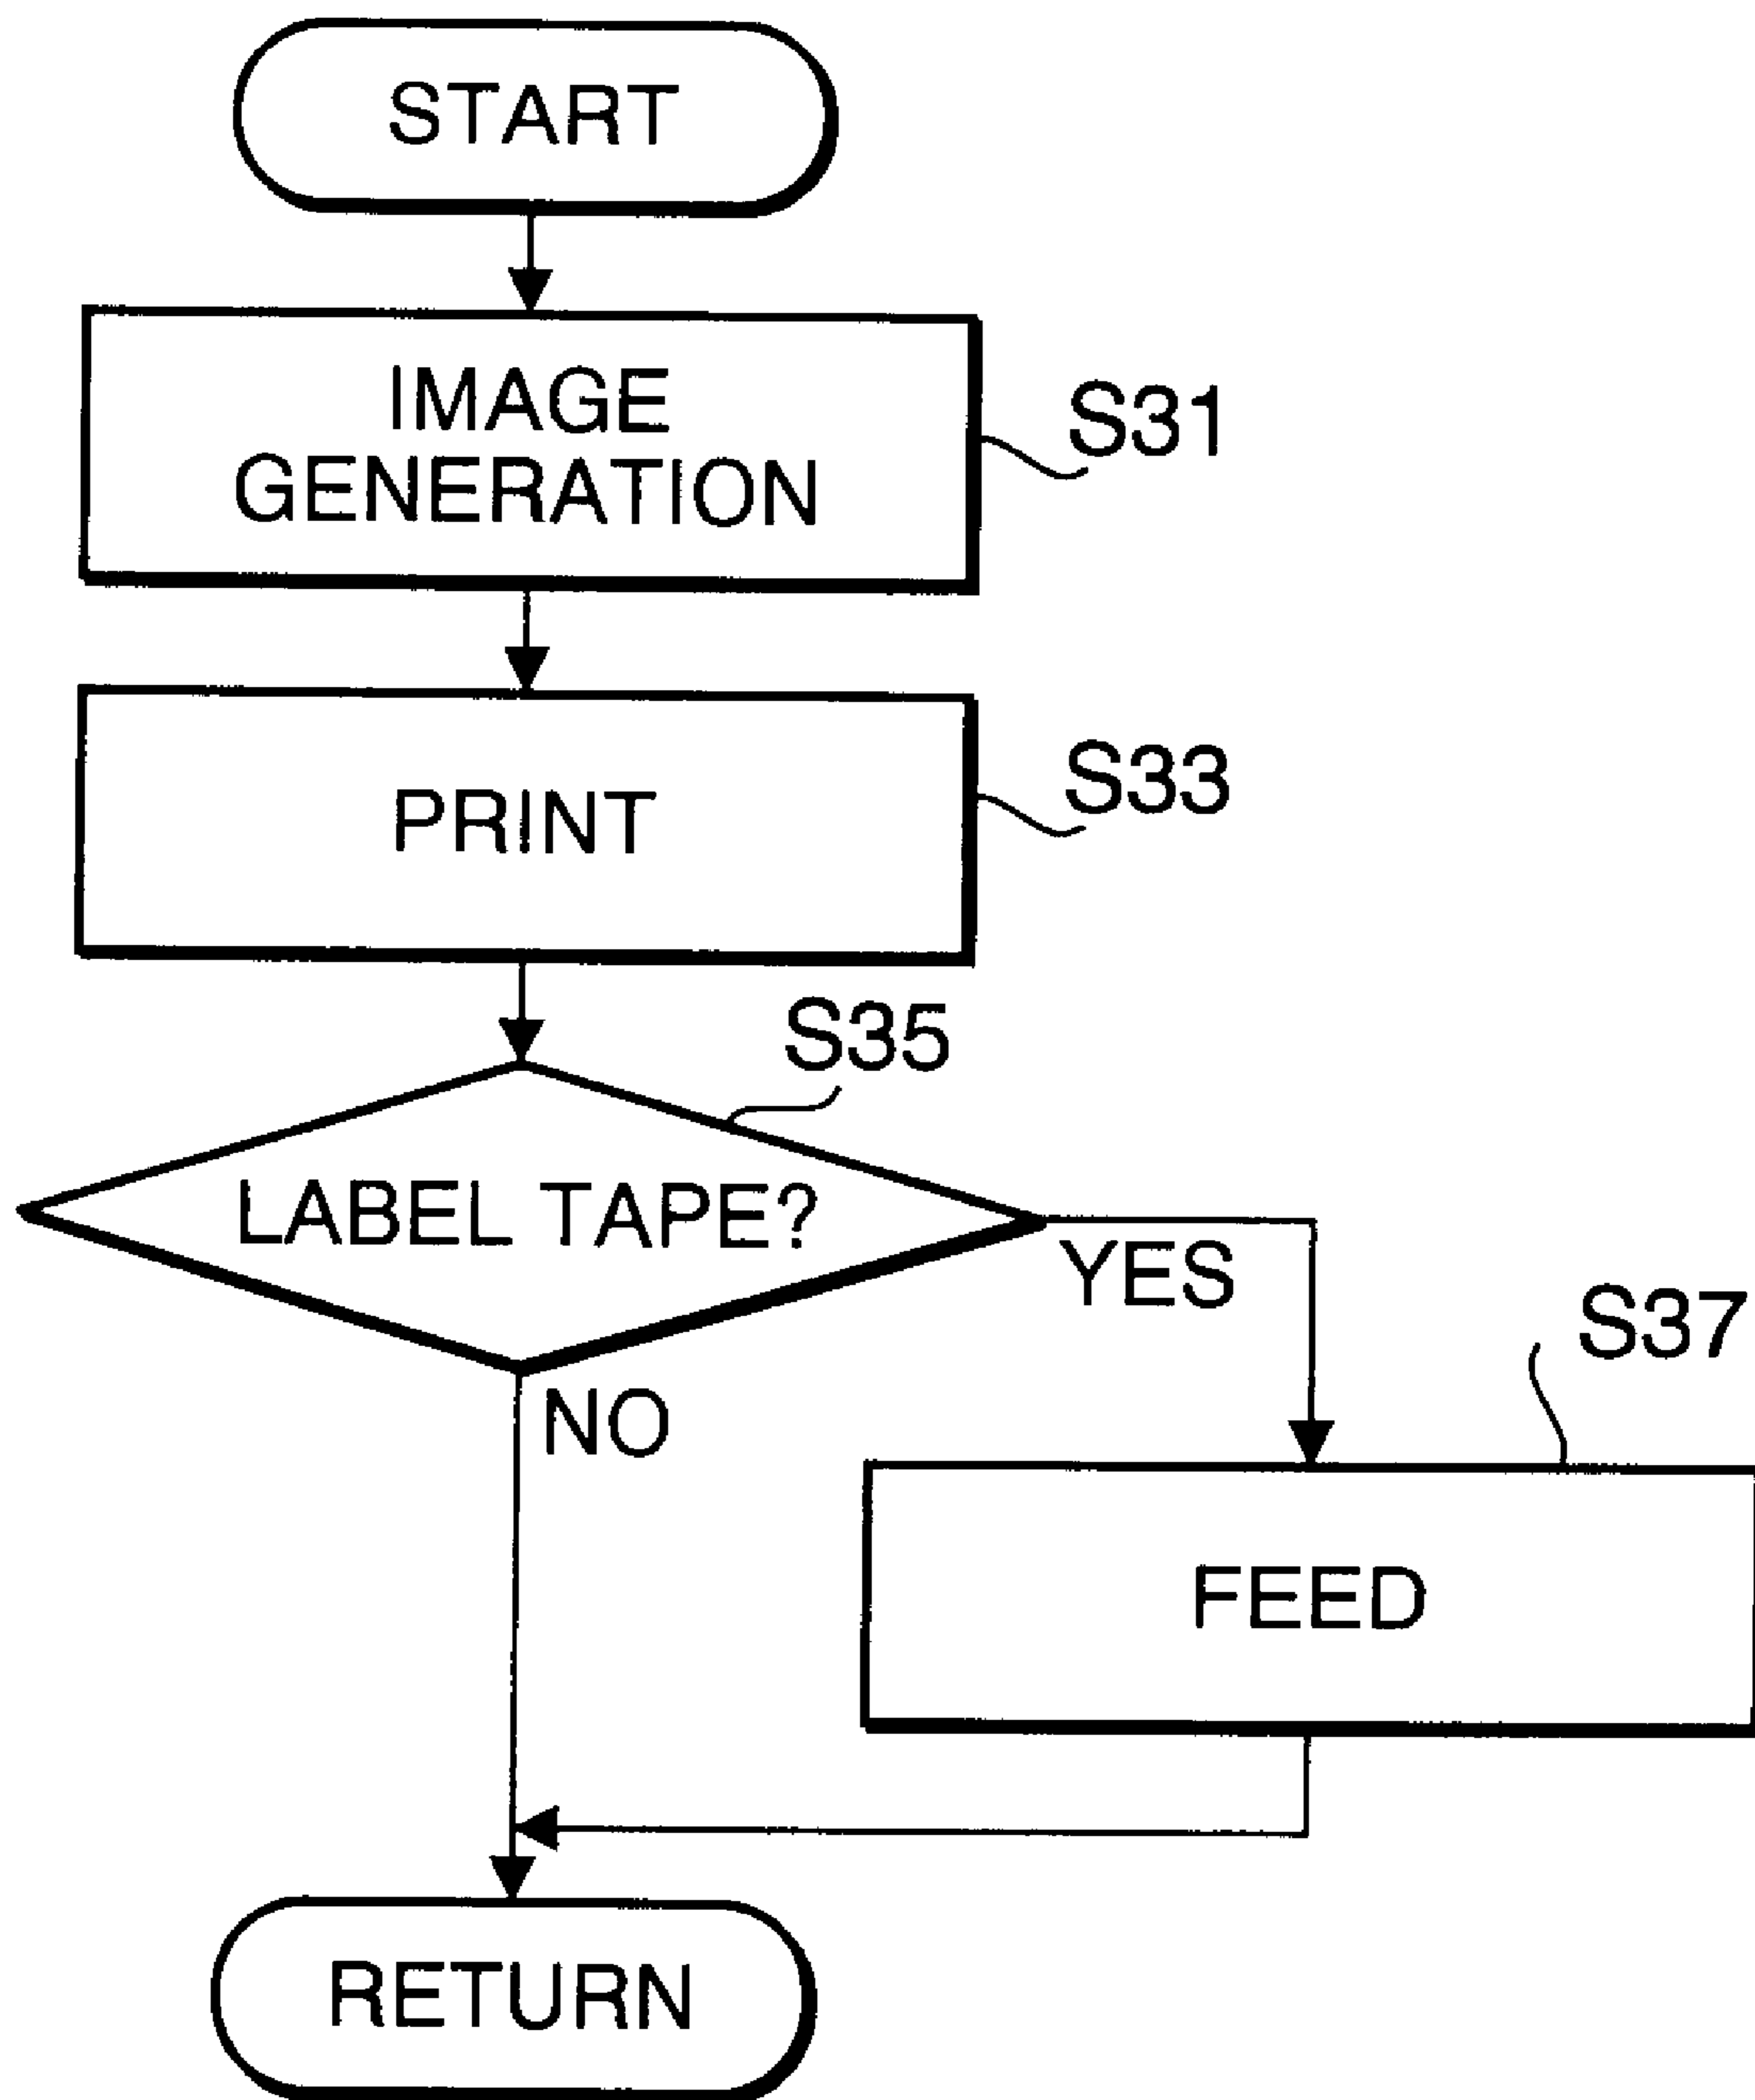 START
IMAGE
GENERATION
S31
PRINT
S33
S35
LABEL TAPE?
YES
NO
S37
FEED
RETURN